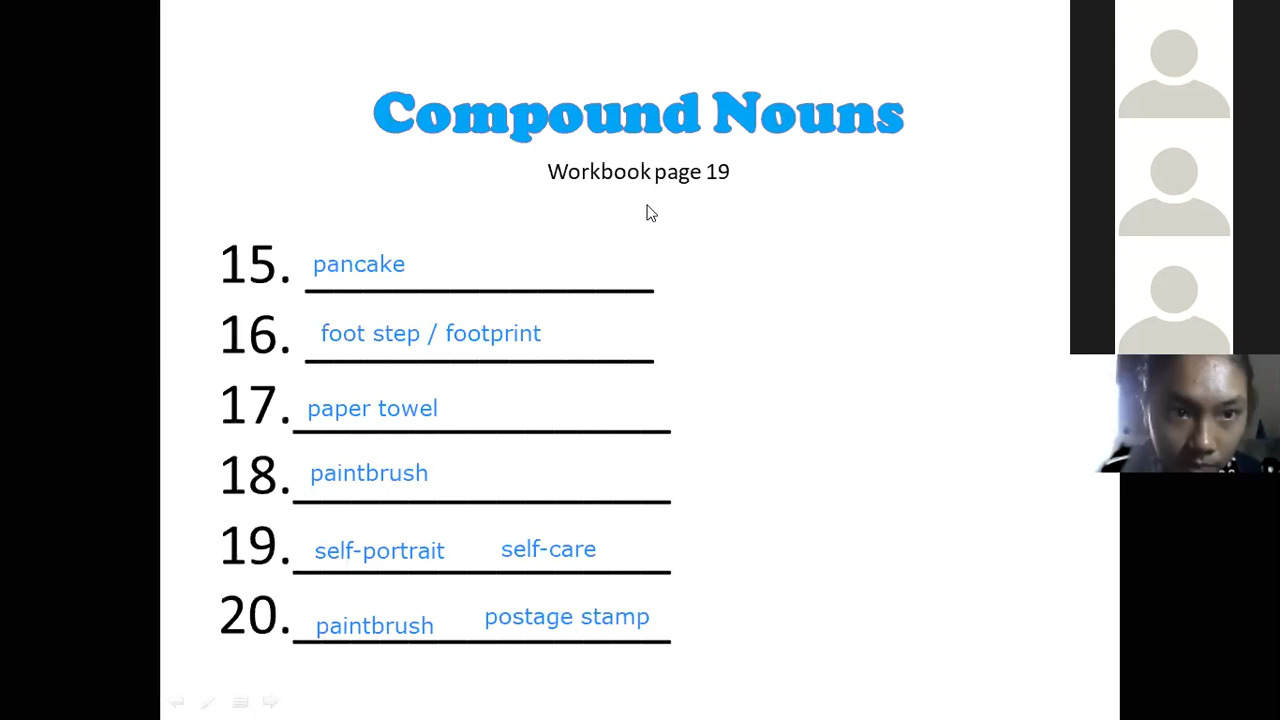 Compound Nouns
Workbook page 19
15. pancake
16. foot step / footprint
17. paper towel
18. paintbrush
19. self-portrait self-care
20. paintbrush postage stamp